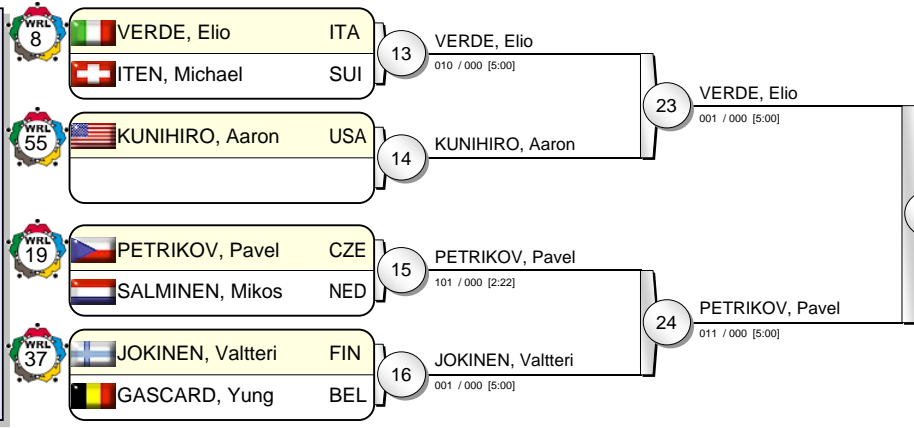 WRL
8
VERDE, Elio ITA
ITEN, Michael SUI
13
VERDE, Elio
010 / 000 [5:00]
WRL
55
KUNIHIRO, Aaron USA
14
KUNIHIRO, Aaron
23
VERDE, Elio
001 / 000 [5:00]
WRL
19
PETRIKOV, Pavel CZE
SALMINEN, Mikos NED
15
PETRIKOV, Pavel
101 / 000 [2:22]
WRL
37
JOKINEN, Valtteri FIN
GASCARD, Yung BEL
16
JOKINEN, Valtteri
001 / 000 [5:00]
24
PETRIKOV, Pavel
011 / 000 [5:00]